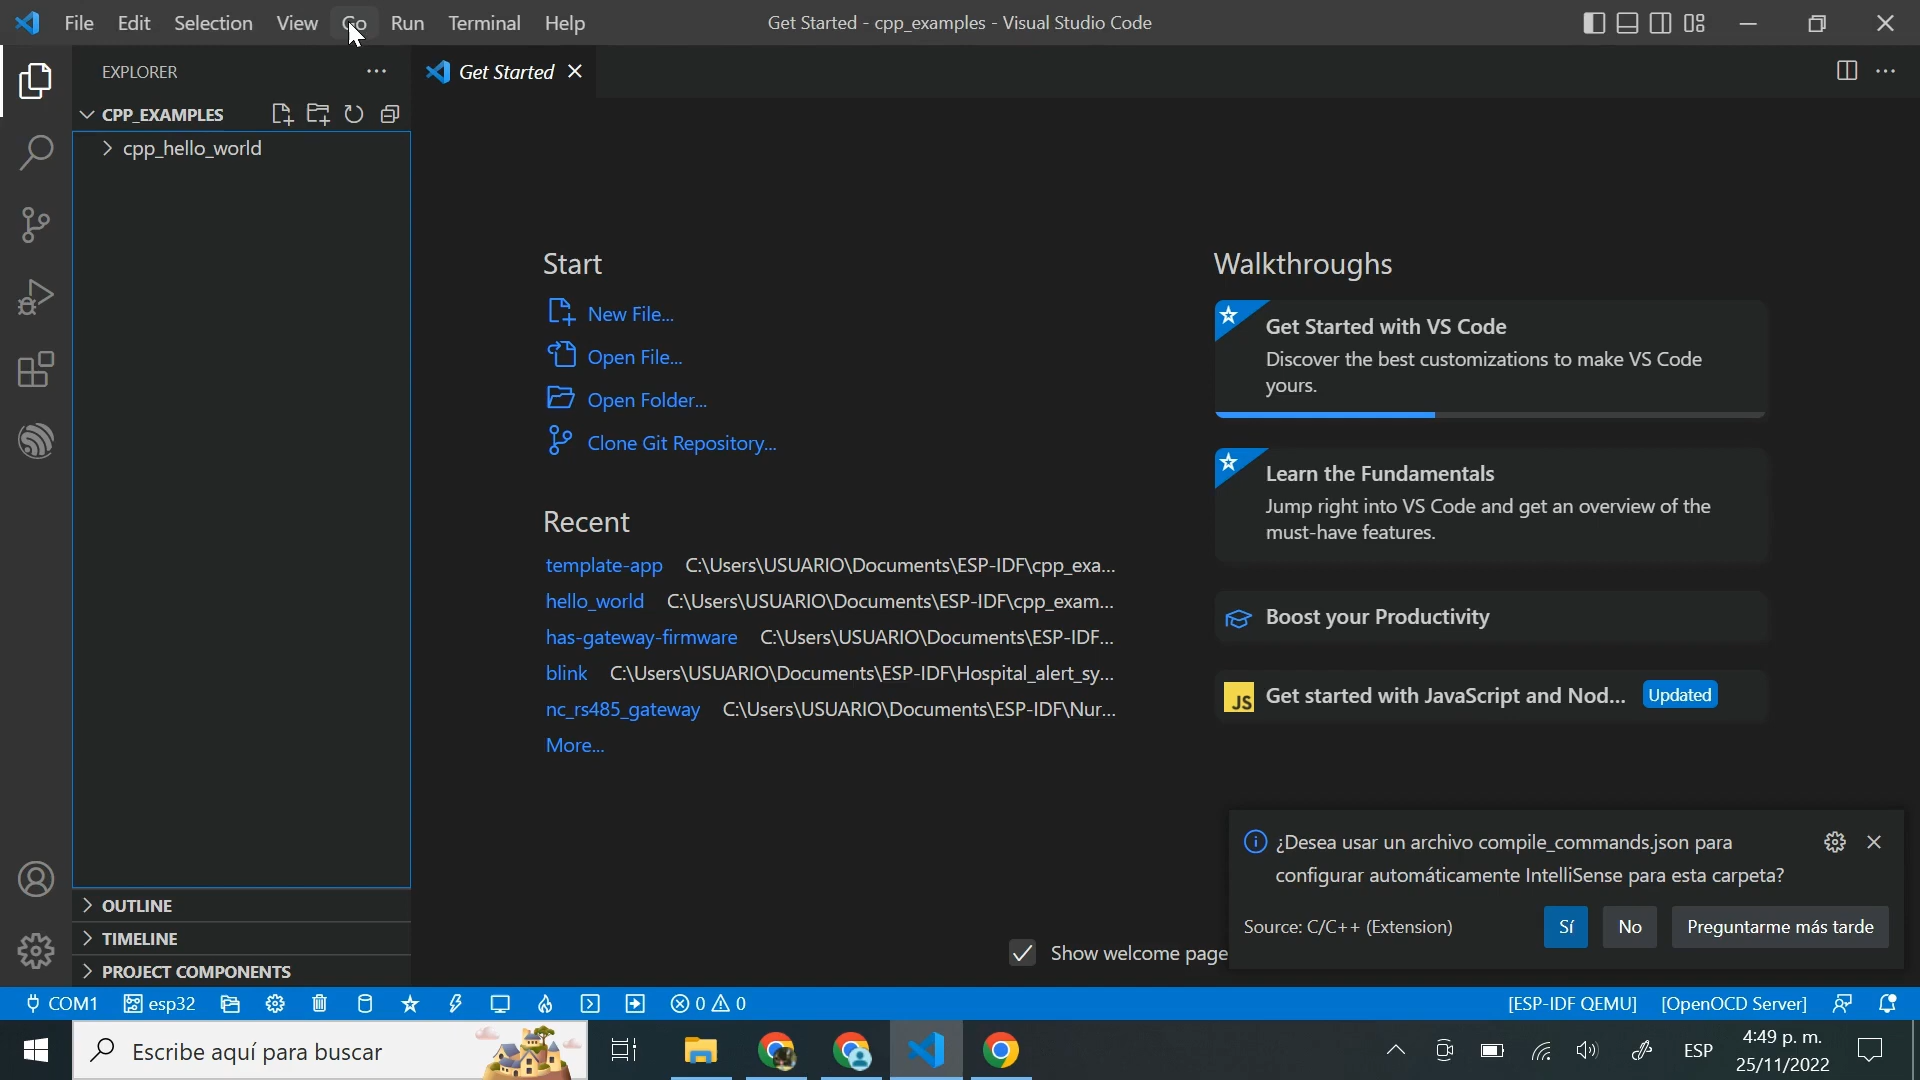 File Edit Selection View Go Run Terminal Help
Get Started - cpp_examples - Visual Studio Code
EXPLORER
Get Started
CPP_EXAMPLES
cpp_hello_world
Start
New File...
Open File...
Open Folder...
Clone Git Repository...
Recent
template-app C:\Users\USUARIO\Documents\ESP-IDF\cpp_exa...
hello_world C:\Users\USUARIO\Documents\ESP-IDF\cpp_exam...
has-gateway-firmware C:\Users\USUARIO\Documents\ESP-IDF...
blink C:\Users\USUARIO\Documents\ESP-IDF\Hospital_alert_sy...
nc_rs485_gateway C:\Users\USUARIO\Documents\ESP-IDF\Nur...
More...
Walkthroughs
Get Started with VS Code
Discover the best customizations to make VS Code
yours.
Learn the Fundamentals
Jump right into VS Code and get an overview of the
must-have features.
Boost your Productivity
JS Get started with JavaScript and Nod... Updated
Show welcome page
¿Desea usar un archivo compile_commands.json para
configurar automáticamente IntelliSense para esta carpeta?
Source: C/C++ (Extension) Sí No Preguntarme más tarde
OUTLINE
TIMELINE
PROJECT COMPONENTS
COM1 esp32 0 0 [ESP-IDF QEMU] [OpenOCD Server]
Escribe aquí para buscar
ESP
4:49 p. m.
25/11/2022